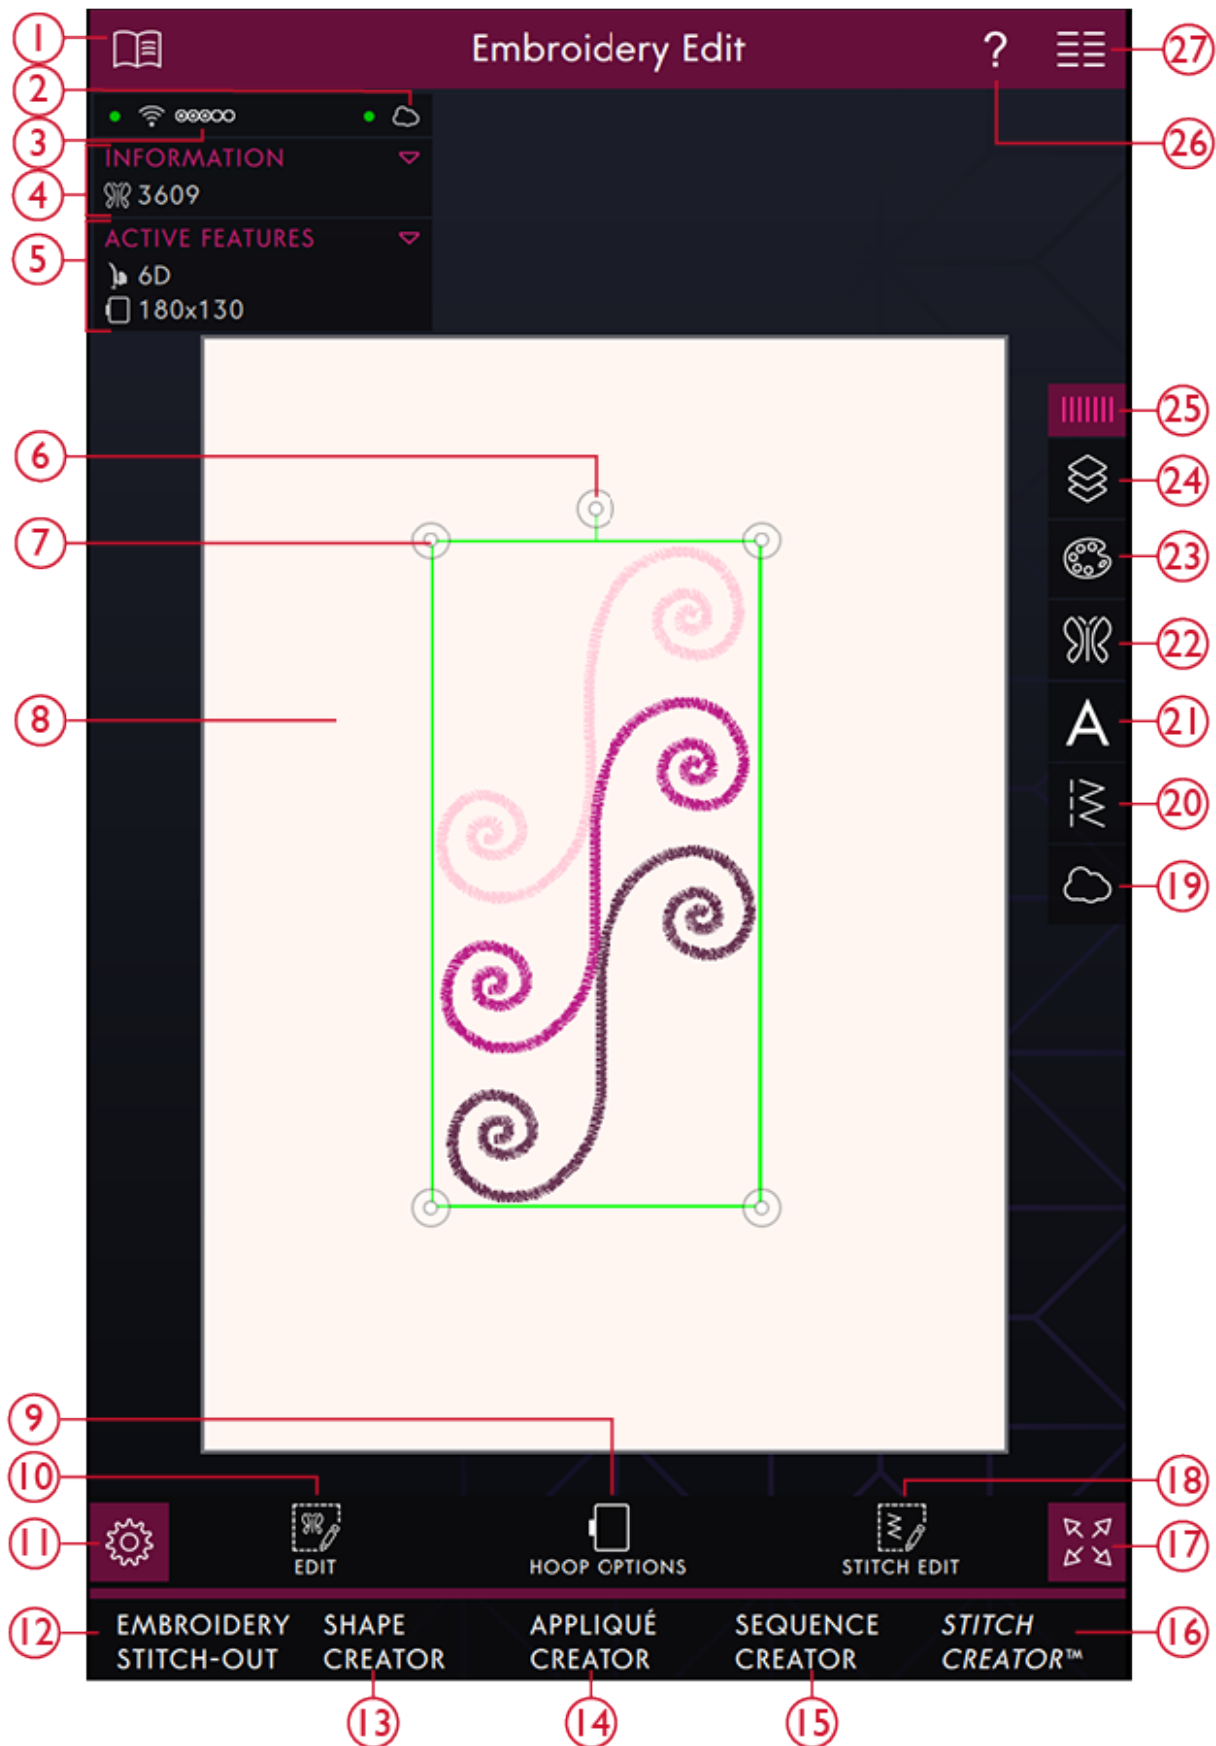 1
Embroidery Edit
?
27
2
3
26
INFORMATION
4
3609
ACTIVE FEATURES
5
6D
180x130
25
6
24
7
23
22
8
A
21
20
19
9
10
18
11
EDIT
HOOP OPTIONS
STITCH EDIT
17
12
EMBROIDERY
STITCH-OUT
SHAPE
CREATOR
APPLIQUÉ
CREATOR
SEQUENCE
CREATOR
STITCH
CREATOR™
16
13
14
15